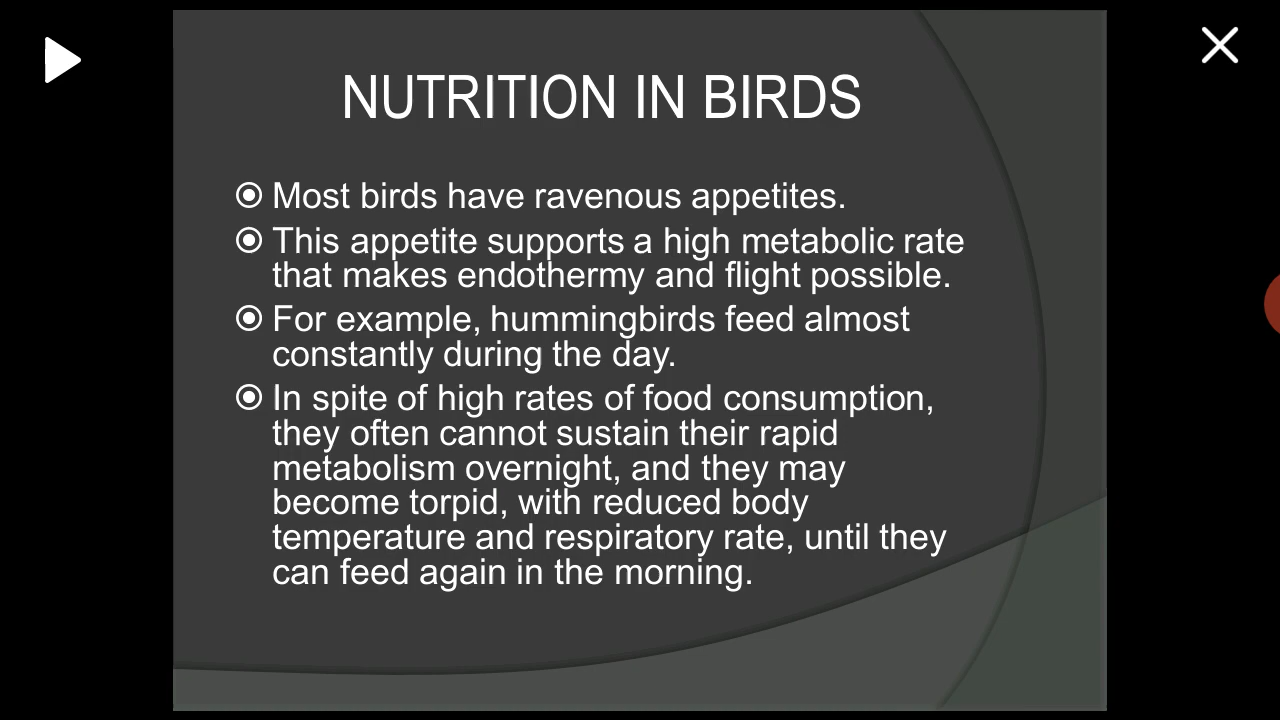 NUTRITION IN BIRDS
Most birds have ravenous appetites.
This appetite supports a high metabolic rate
that makes endothermy and flight possible.
For example, hummingbirds feed almost
constantly during the day.
In spite of high rates of food consumption,
they often cannot sustain their rapid
metabolism overnight, and they may
become torpid, with reduced body
temperature and respiratory rate, until they
can feed again in the morning.